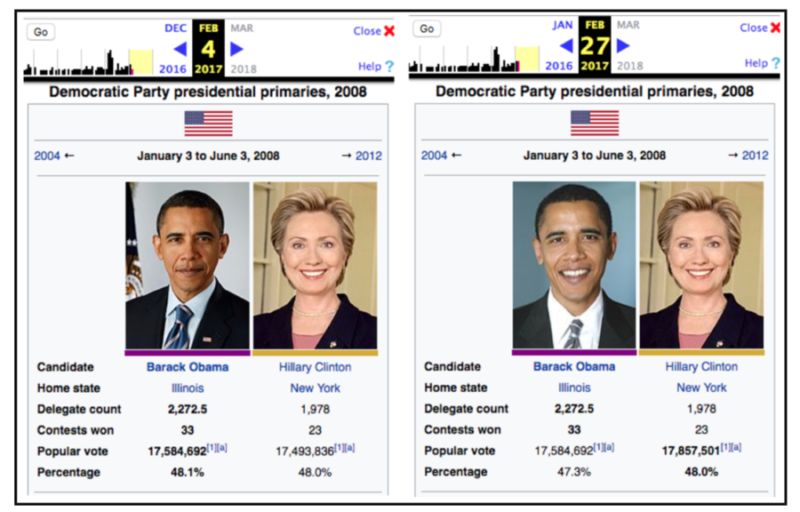 Go
DEC FEB MAR
4
2016 2017 2018
Close
Help ?
Democratic Party presidential primaries, 2008
2004 ← January 3 to June 3, 2008 → 2012
Candidate Barack Obama Hillary Clinton
Home state Illinois New York
Delegate count 2,272.5 1,978
Contests won 33 23
Popular vote 17,584,692[1][a] 17,493,836[1][a]
Percentage 48.1% 48.0%
Go
JAN FEB MAR
27
2016 2017 2018
Close
Help ?
Democratic Party presidential primaries, 2008
2004 ← January 3 to June 3, 2008 → 2012
Candidate Barack Obama Hillary Clinton
Home state Illinois New York
Delegate count 2,272.5 1,978
Contests won 33 23
Popular vote 17,584,692[1][a] 17,857,501[1][a]
Percentage 47.3% 48.0%